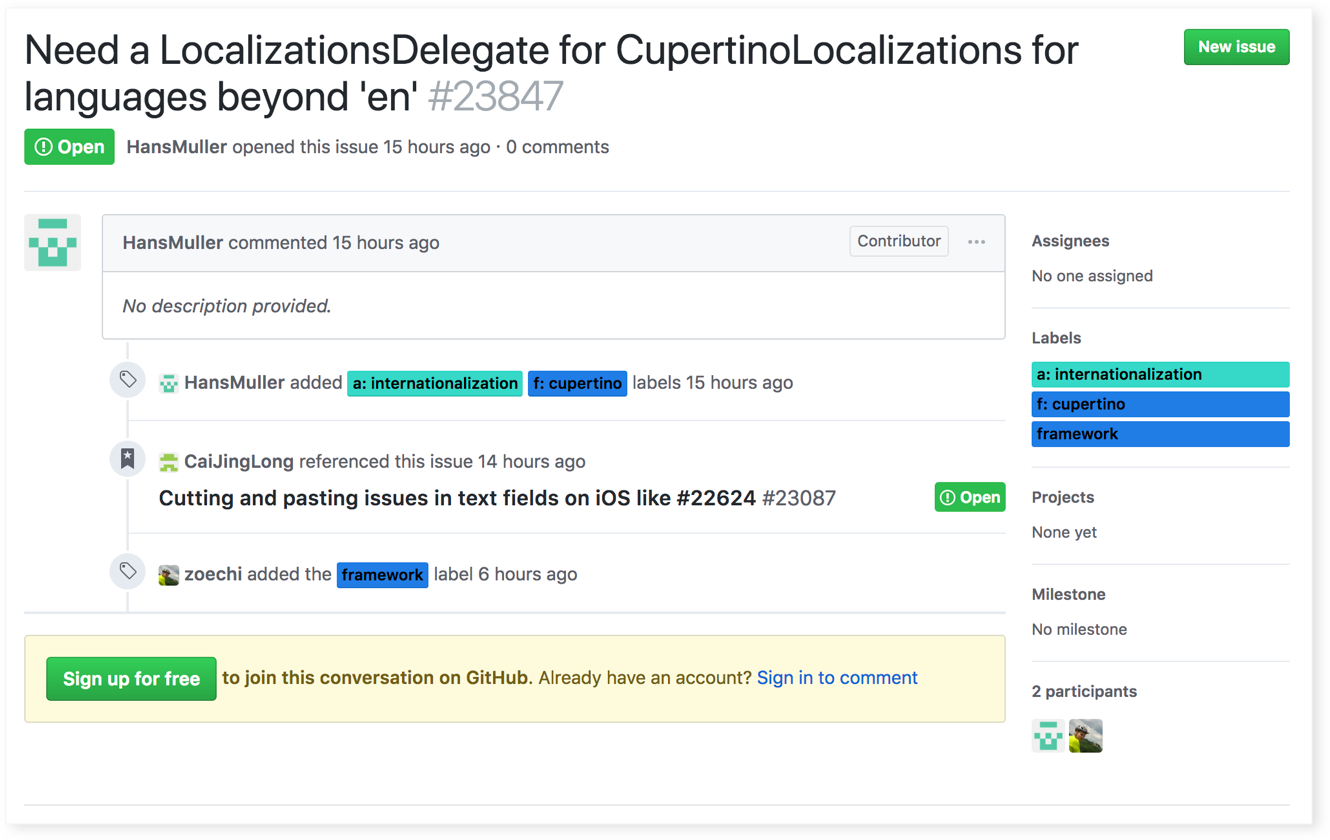 Need a LocalizationsDelegate for CupertinoLocalizations for
languages beyond 'en' #23847
New issue
Open HansMuller opened this issue 15 hours ago · 0 comments
HansMuller commented 15 hours ago Contributor ...
No description provided.
HansMuller added a: internationalization f: cupertino labels 15 hours ago
CaiJingLong referenced this issue 14 hours ago
Cutting and pasting issues in text fields on iOS like #22624 #23087 Open
zoechi added the framework label 6 hours ago
Sign up for free to join this conversation on GitHub. Already have an account? Sign in to comment
Assignees
No one assigned
Labels
a: internationalization
f: cupertino
framework
Projects
None yet
Milestone
No milestone
2 participants